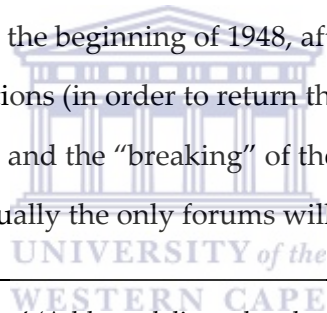 the beginning of 1948, af
ions (in order to return th
and the “breaking” of the
ually the only forums will
UNIVERSITY of the
WESTERN CAPE